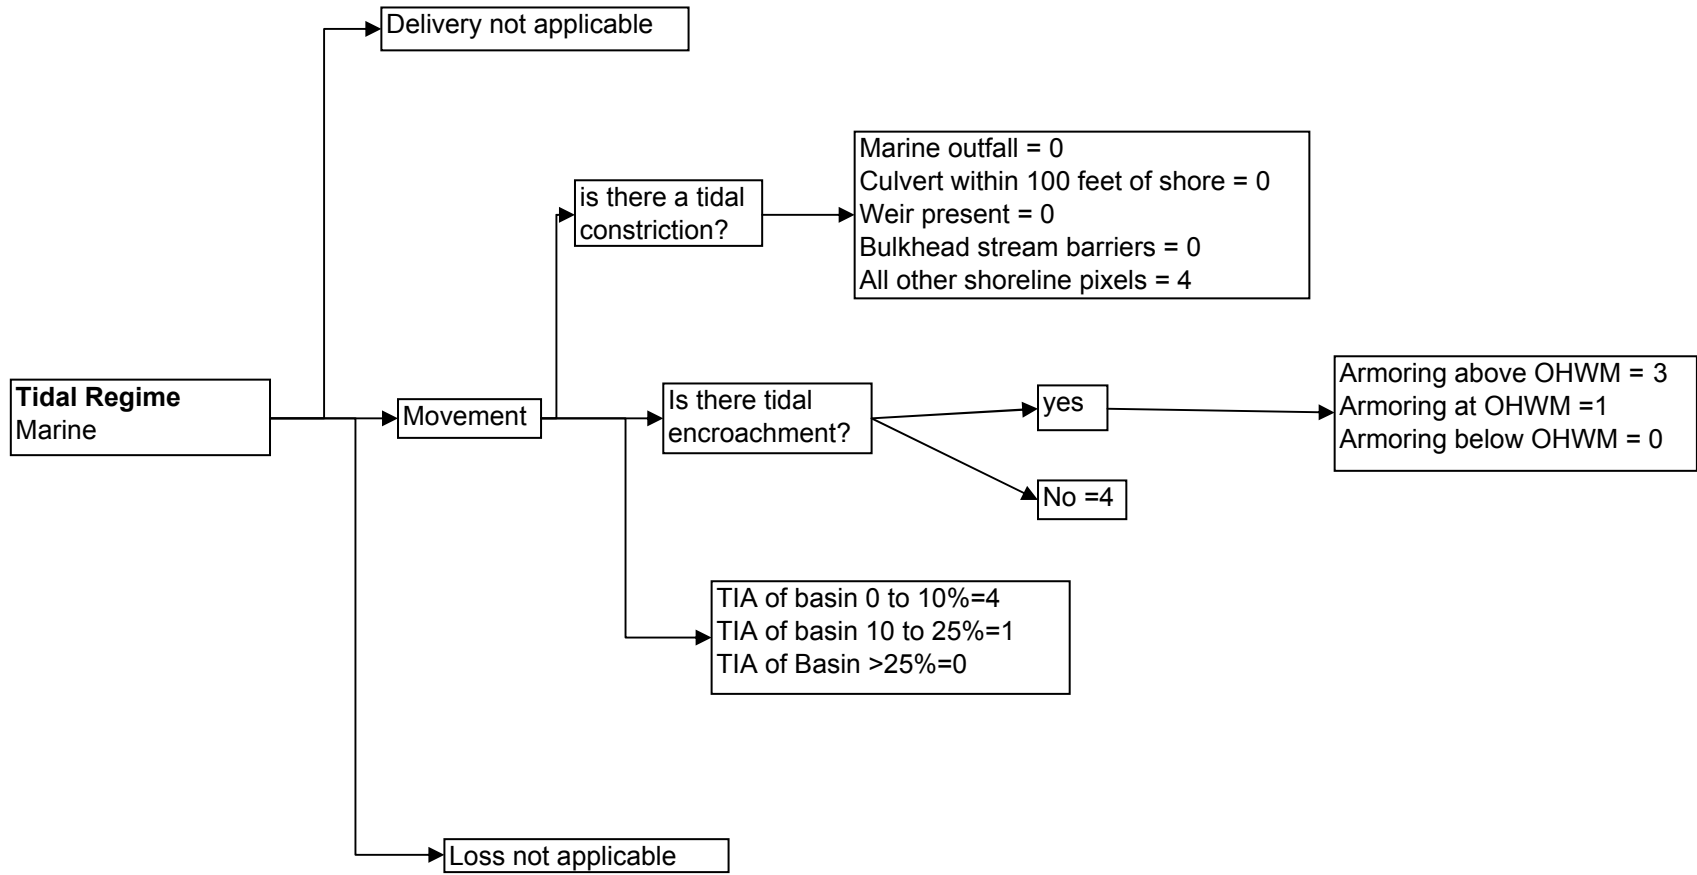 Delivery not applicable
Marine outfall = 0
Culvert within 100 feet of shore = 0
Weir present = 0
Bulkhead stream barriers = 0
All other shoreline pixels = 4
is there a tidal
constriction?
Tidal Regime
Marine
Movement
Is there tidal
encroachment?
yes
No =4
Armoring above OHWM = 3
Armoring at OHWM =1
Armoring below OHWM = 0
TIA of basin 0 to 10%=4
TIA of basin 10 to 25%=1
TIA of Basin >25%=0
Loss not applicable